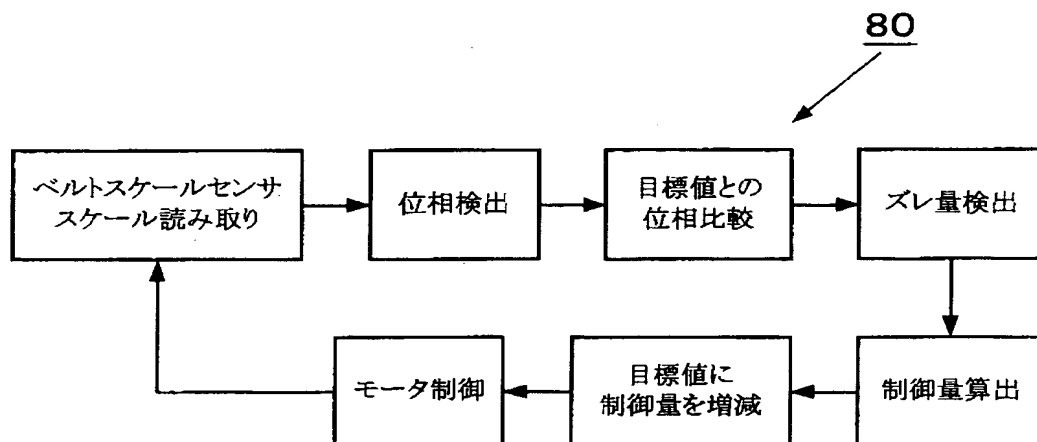 80
ベルトスケールセンサ
スケール読み取り
位相検出
目標値との
位相比較
ズレ量検出
制御量算出
目標値に
制御量を増減
モータ制御